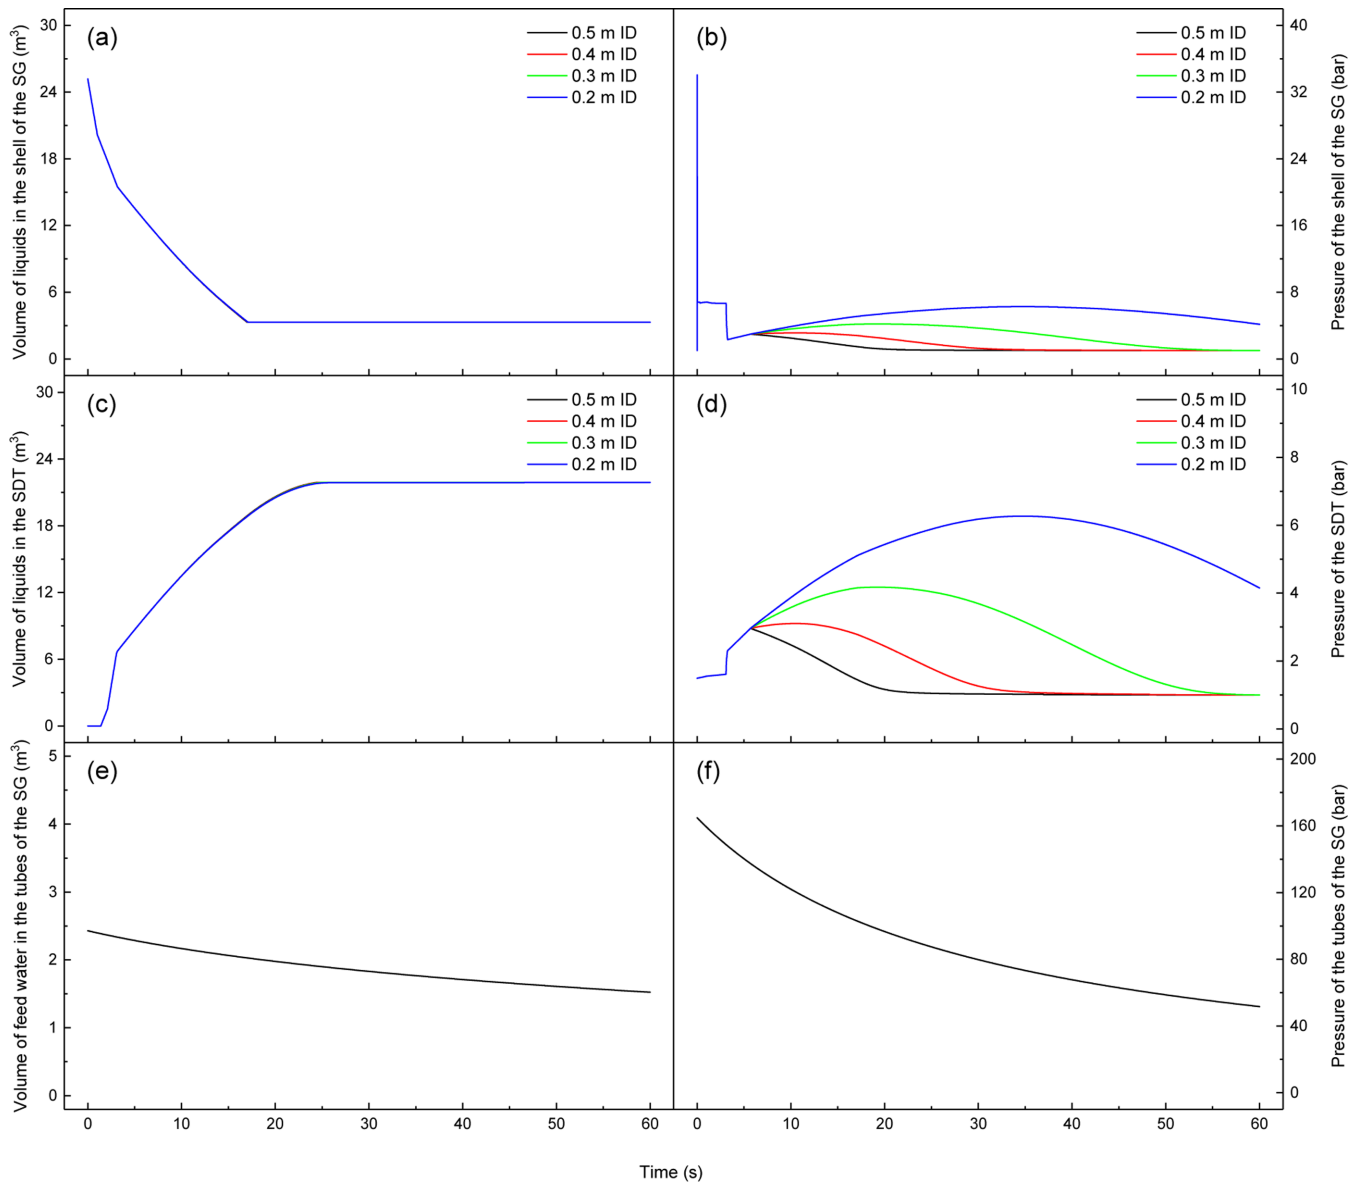 (a)
0.5 m ID
0.4 m ID
0.3 m ID
0.2 m ID
Volume of liquids in the shell of the SG (m³)
30
24
18
12
6
0
(b)
0.5 m ID
0.4 m ID
0.3 m ID
0.2 m ID
40
32
24
16
8
0
Pressure of the shell of the SG (bar)
(c)
0.5 m ID
0.4 m ID
0.3 m ID
0.2 m ID
Volume of liquids in the SDT (m³)
30
24
18
12
6
0
(d)
0.5 m ID
0.4 m ID
0.3 m ID
0.2 m ID
10
8
6
4
2
0
Pressure of the SDT (bar)
(e)
Volume of feed water in the tubes of the SG (m³)
5
4
3
2
1
0
0 10 20 30 40 50 60
(f)
200
160
120
80
40
0
Pressure of the tubes of the SG (bar)
0 10 20 30 40 50 60
Time (s)